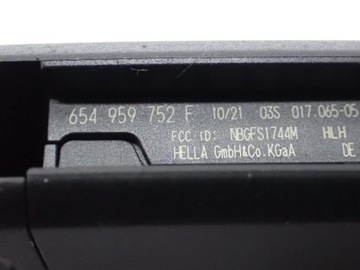 654 959 752 F 10/21 03S 017.065-05
FCC ID: NBGFS1744M HLH
HELLA GmbH&Co.KGaA DE